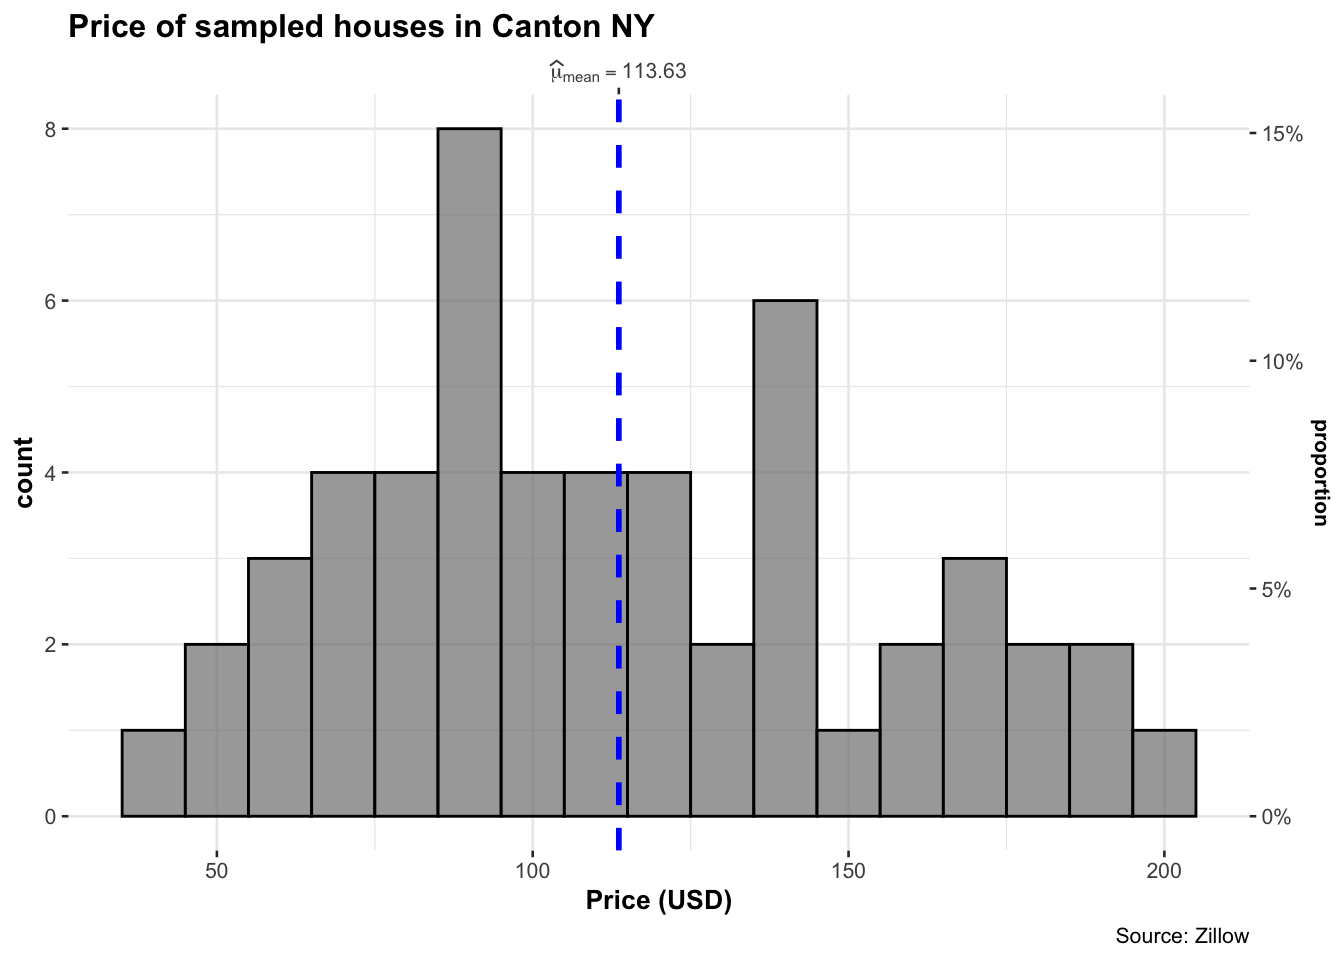 Price of sampled houses in Canton NY
μ̂mean = 113.63
8
6
4
2
0
count
15%
10%
5%
0%
proportion
50 100 150 200
Price (USD)
Source: Zillow